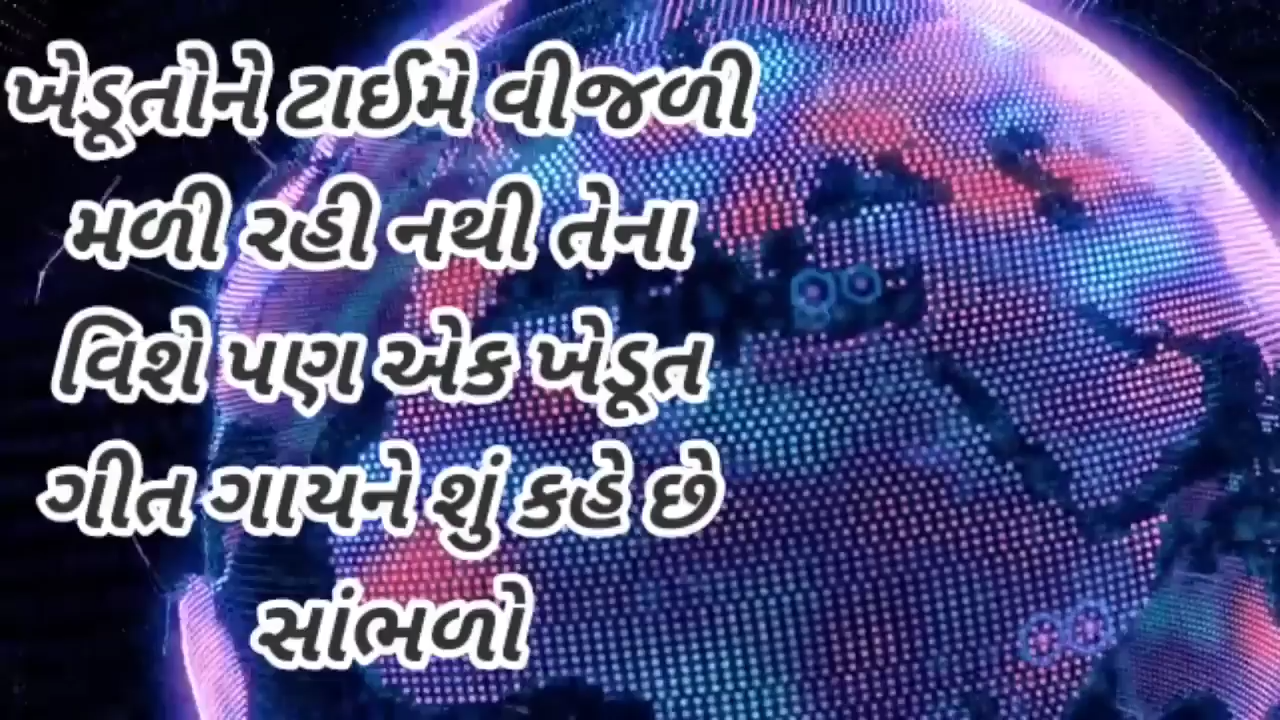 ખેડૂતોને ટાઈમે વીજળી
મળી રહી નથી તેના
વિશે પણ એક ખેડૂત
ગીત ગાયને શું કહે છે
સાંભળો